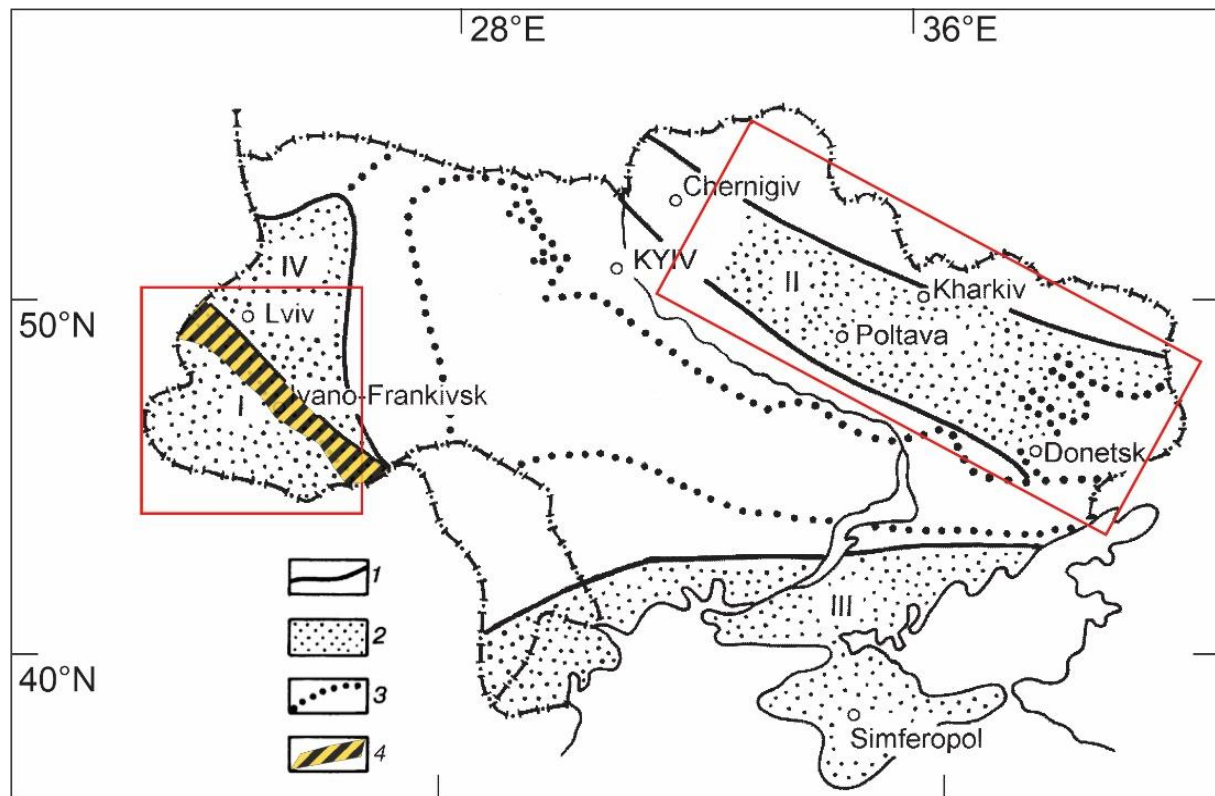 28°E
36°E
Chernigiv
KYIV
II
Kharkiv
IV
50°N
Lviv
Poltava
I
vano-Frankivsk
Donetsk
1
2
III
3
40°N
Simferopol
4